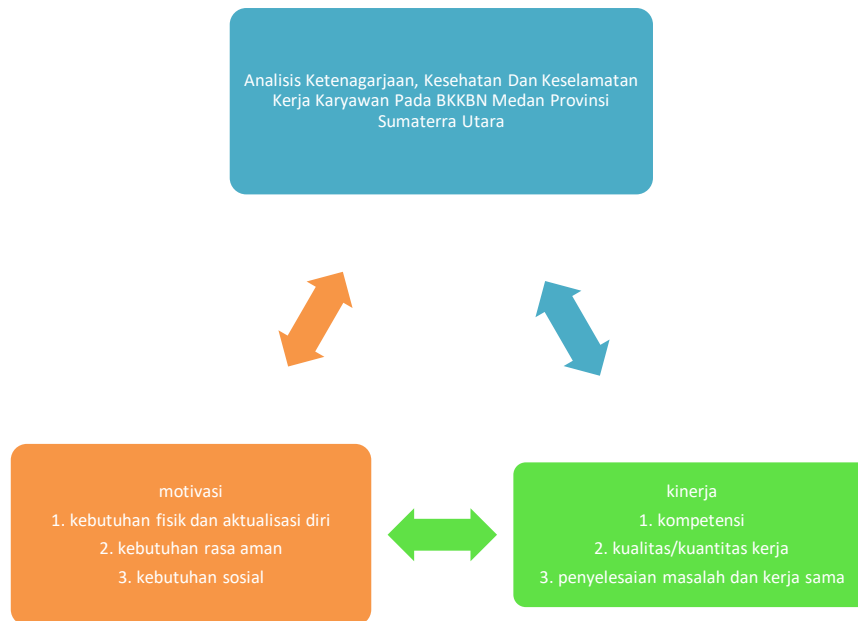 Analisis Ketenagarjaan, Kesehatan Dan Keselamatan
Kerja Karyawan Pada BKKBN Medan Provinsi
Sumaterra Utara
motivasi
1. kebutuhan fisik dan aktualisasi diri
2. kebutuhan rasa aman
3. kebutuhan sosial
kinerja
1. kompetensi
2. kualitas/kuantitas kerja
3. penyelesaian masalah dan kerja sama